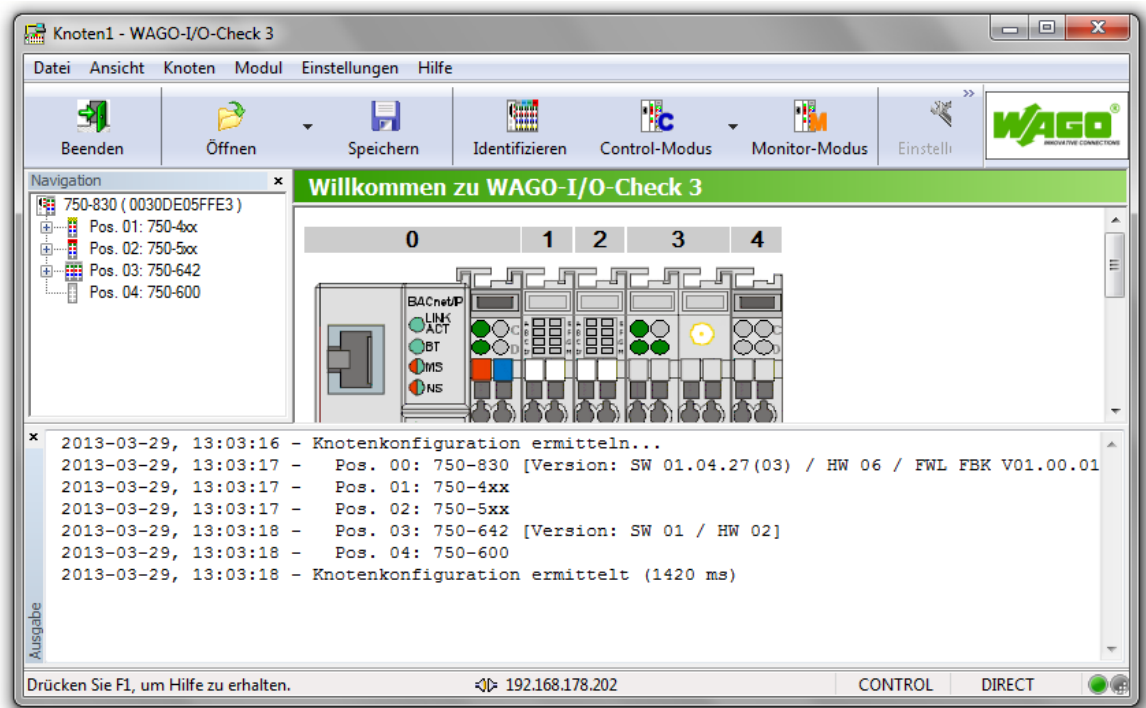 Knoten1 - WAGO-I/O-Check 3
Datei Ansicht Knoten Modul Einstellungen Hilfe
Beenden Öffnen Speichern Identifizieren Control-Modus Monitor-Modus Einstell
WAGO®
INNOVATIVE CONNECTIONS
Navigation
750-830 ( 0030DE05FFE3 )
Pos. 01: 750-4xx
Pos. 02: 750-5xx
Pos. 03: 750-642
Pos. 04: 750-600
Willkommen zu WAGO-I/O-Check 3
0 1 2 3 4
BACnet/IP
LINK
ACT
BT
MS
NS
C
D
2013-03-29, 13:03:16 - Knotenkonfiguration ermitteln...
2013-03-29, 13:03:17 - Pos. 00: 750-830 [Version: SW 01.04.27(03) / HW 06 / FWL FBK V01.00.01
2013-03-29, 13:03:17 - Pos. 01: 750-4xx
2013-03-29, 13:03:17 - Pos. 02: 750-5xx
2013-03-29, 13:03:18 - Pos. 03: 750-642 [Version: SW 01 / HW 02]
2013-03-29, 13:03:18 - Pos. 04: 750-600
2013-03-29, 13:03:18 - Knotenkonfiguration ermittelt (1420 ms)
Ausgabe
Drücken Sie F1, um Hilfe zu erhalten. 192.168.178.202 CONTROL DIRECT